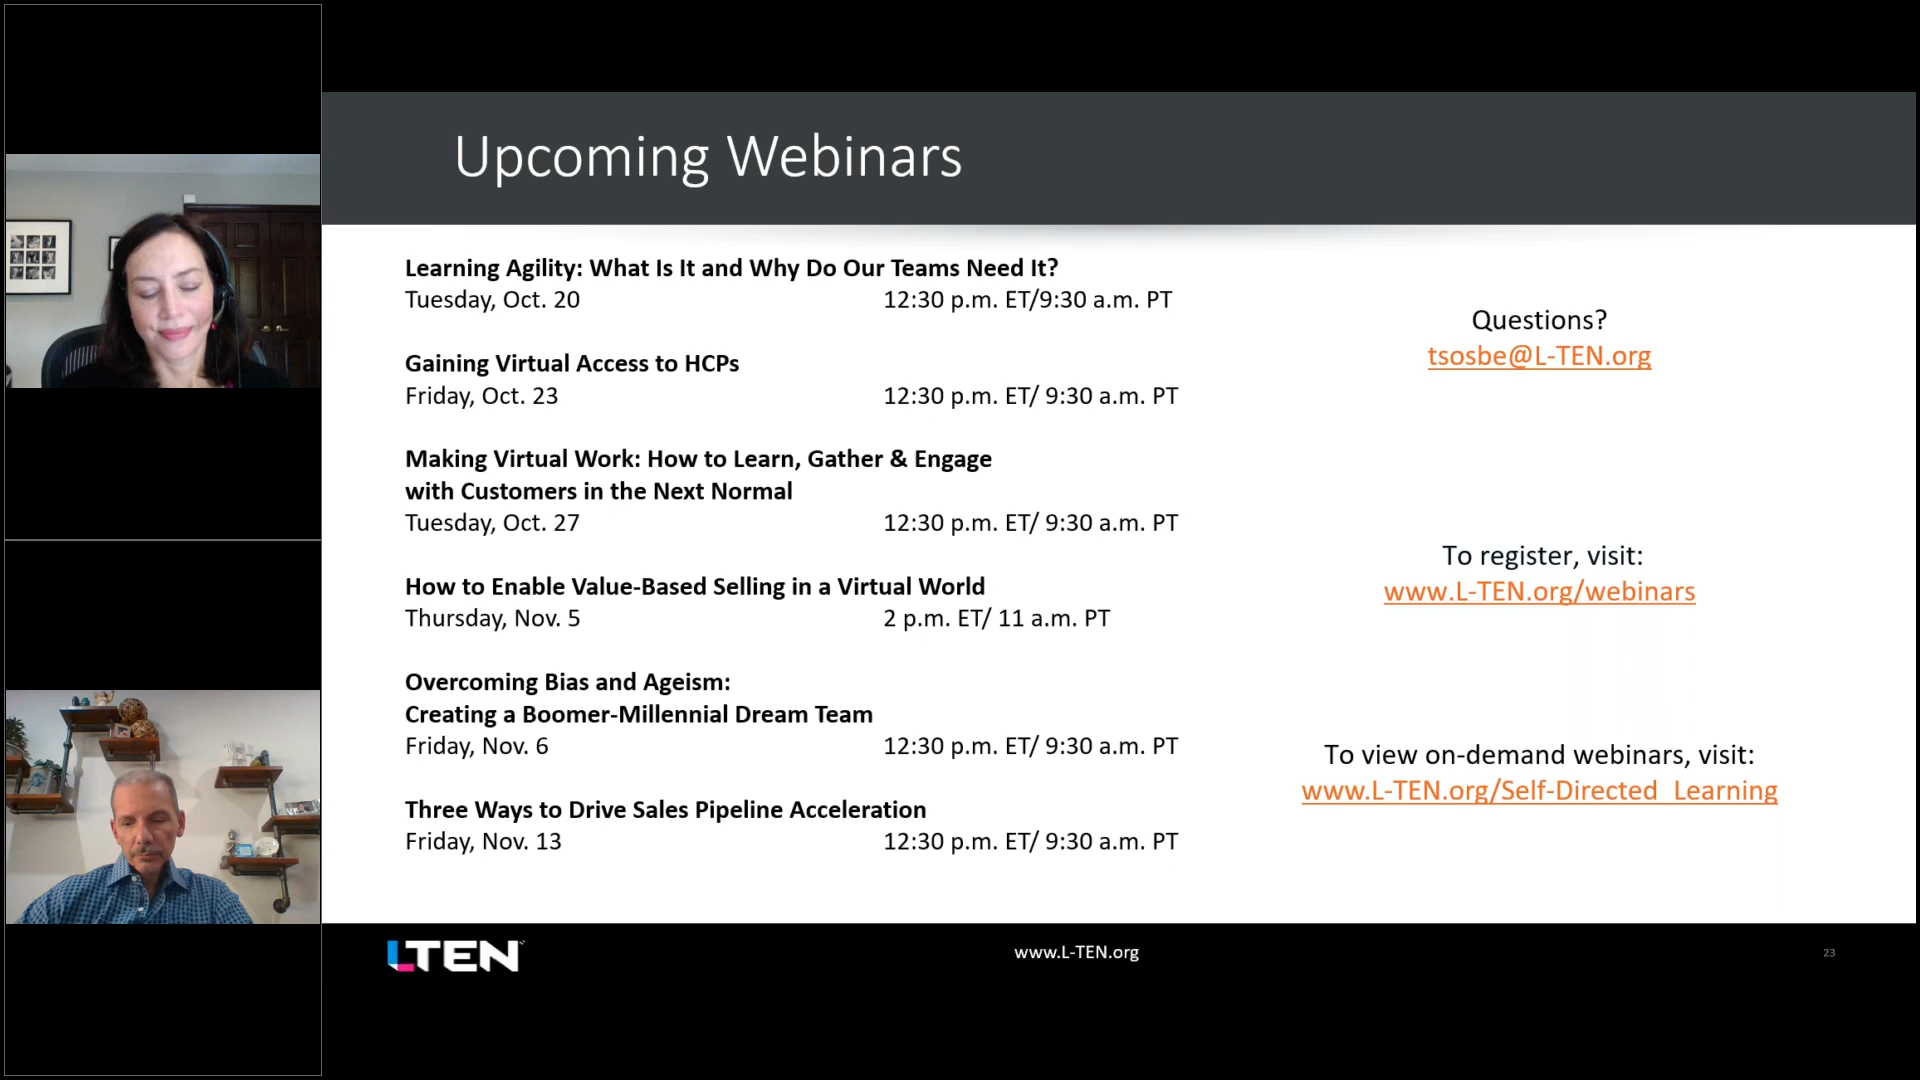 Upcoming Webinars
Learning Agility: What Is It and Why Do Our Teams Need It?
Tuesday, Oct. 20 12:30 p.m. ET/9:30 a.m. PT
Gaining Virtual Access to HCPs
Friday, Oct. 23 12:30 p.m. ET/ 9:30 a.m. PT
Making Virtual Work: How to Learn, Gather & Engage
with Customers in the Next Normal
Tuesday, Oct. 27 12:30 p.m. ET/ 9:30 a.m. PT
How to Enable Value-Based Selling in a Virtual World
Thursday, Nov. 5 2 p.m. ET/ 11 a.m. PT
Overcoming Bias and Ageism:
Creating a Boomer-Millennial Dream Team
Friday, Nov. 6 12:30 p.m. ET/ 9:30 a.m. PT
Three Ways to Drive Sales Pipeline Acceleration
Friday, Nov. 13 12:30 p.m. ET/ 9:30 a.m. PT
Questions?
tsosbe@L-TEN.org
To register, visit:
www.L-TEN.org/webinars
To view on-demand webinars, visit:
www.L-TEN.org/Self-Directed_Learning
LTEN
www.L-TEN.org
23